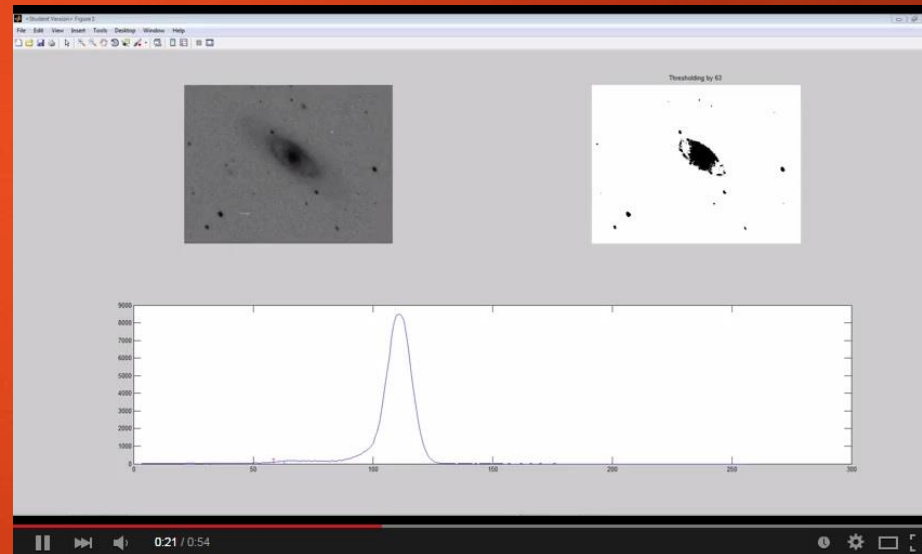 <Student Version> Figure 2
File Edit View Insert Tools Desktop Window Help
Thresholding by 63
9000
8000
7000
6000
5000
4000
3000
2000
1000
0
0 50 100 150 200 250 300
0:21 / 0:54